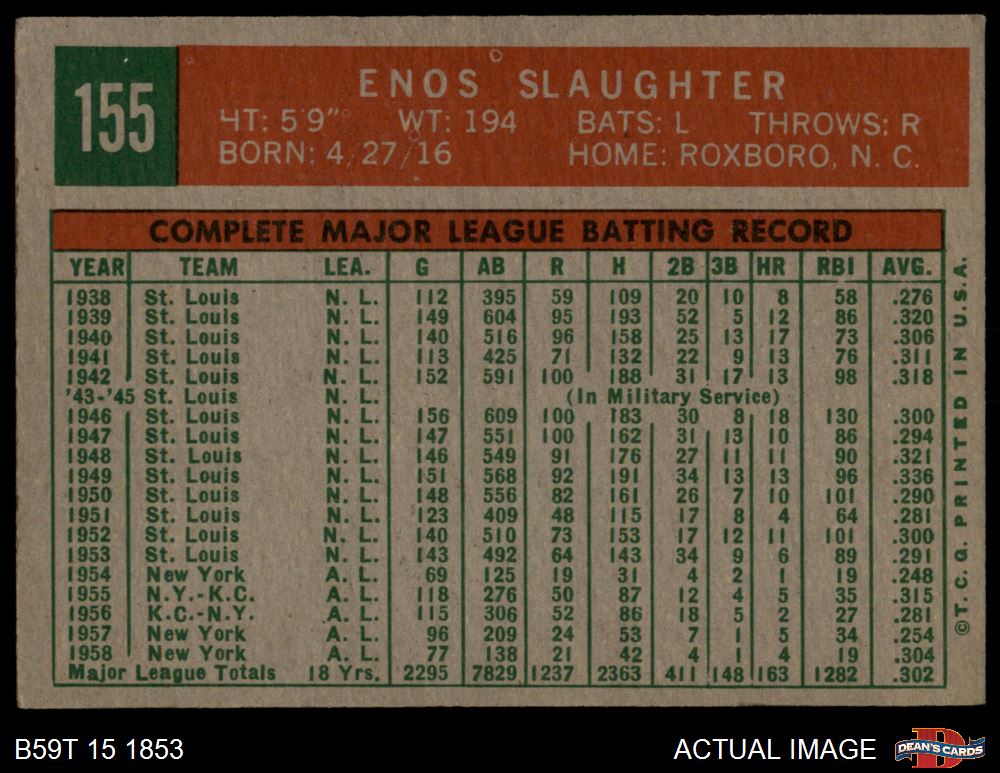 155
ENOS SLAUGHTER
HT: 5'9" WT: 194 BATS: L THROWS: R
BORN: 4/27/16 HOME: ROXBORO, N. C.
COMPLETE MAJOR LEAGUE BATTING RECORD
YEAR TEAM LEA. G AB R H 2B 3B HR RBI AVG.
1938 St. Louis N. L. 112 395 59 109 20 10 8 58 .276
1939 St. Louis N. L. 149 604 95 193 52 5 12 86 .320
1940 St. Louis N. L. 140 516 96 158 25 13 17 73 .306
1941 St. Louis N. L. 113 425 71 132 22 9 13 76 .311
1942 St. Louis N. L. 152 591 100 188 31 17 13 98 .318
'43-'45 St. Louis N. L. (In Military Service)
1946 St. Louis N. L. 156 609 100 183 30 8 18 130 .300
1947 St. Louis N. L. 147 551 100 162 31 13 10 86 .294
1948 St. Louis N. L. 146 549 91 176 27 11 11 90 .321
1949 St. Louis N. L. 151 568 92 191 34 13 13 96 .336
1950 St. Louis N. L. 148 556 82 161 26 7 10 101 .290
1951 St. Louis N. L. 123 409 48 115 17 8 4 64 .281
1952 St. Louis N. L. 140 510 73 153 17 12 11 101 .300
1953 St. Louis N. L. 143 492 64 143 34 9 6 89 .291
1954 New York A. L. 69 125 19 31 4 2 1 19 .248
1955 N.Y.-K.C. A. L. 118 276 50 87 12 4 5 35 .315
1956 K.C.-N.Y. A. L. 115 306 52 86 18 5 2 27 .281
1957 New York A. L. 96 209 24 53 7 1 5 34 .254
1958 New York A. L. 77 138 21 42 4 1 4 19 .304
Major League Totals 18 Yrs. 2295 7829 1237 2363 411 148 163 1282 .302
©T. C. G. PRINTED IN U.S.A.
B59T 15 1853
ACTUAL IMAGE
DEAN'S CARDS